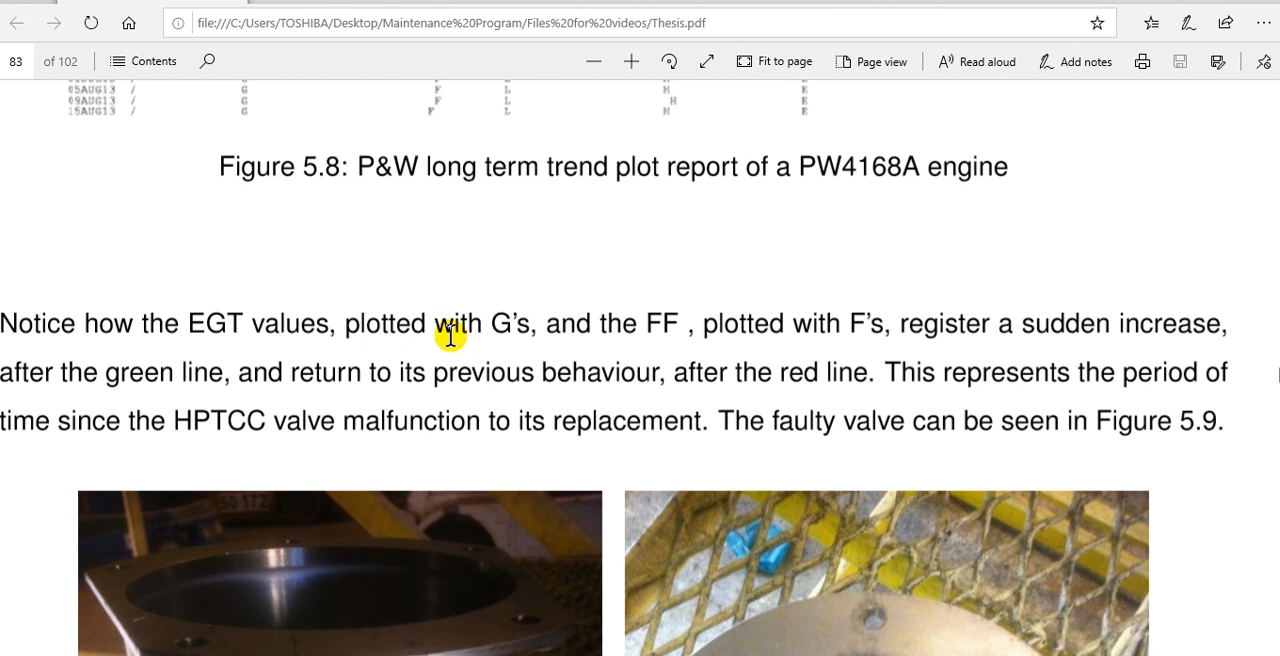 file:///C:/Users/TOSHIBA/Desktop/Maintenance%20Program/Files%20for%20videos/Thesis.pdf
83 of 102 Contents Fit to page Page view Read aloud Add notes
05AUG13 / G F L H E
09AUG13 / G F L H E
15AUG13 / G F L H E
Figure 5.8: P&W long term trend plot report of a PW4168A engine
Notice how the EGT values, plotted with G's, and the FF , plotted with F's, register a sudden increase,
after the green line, and return to its previous behaviour, after the red line. This represents the period of
time since the HPTCC valve malfunction to its replacement. The faulty valve can be seen in Figure 5.9.